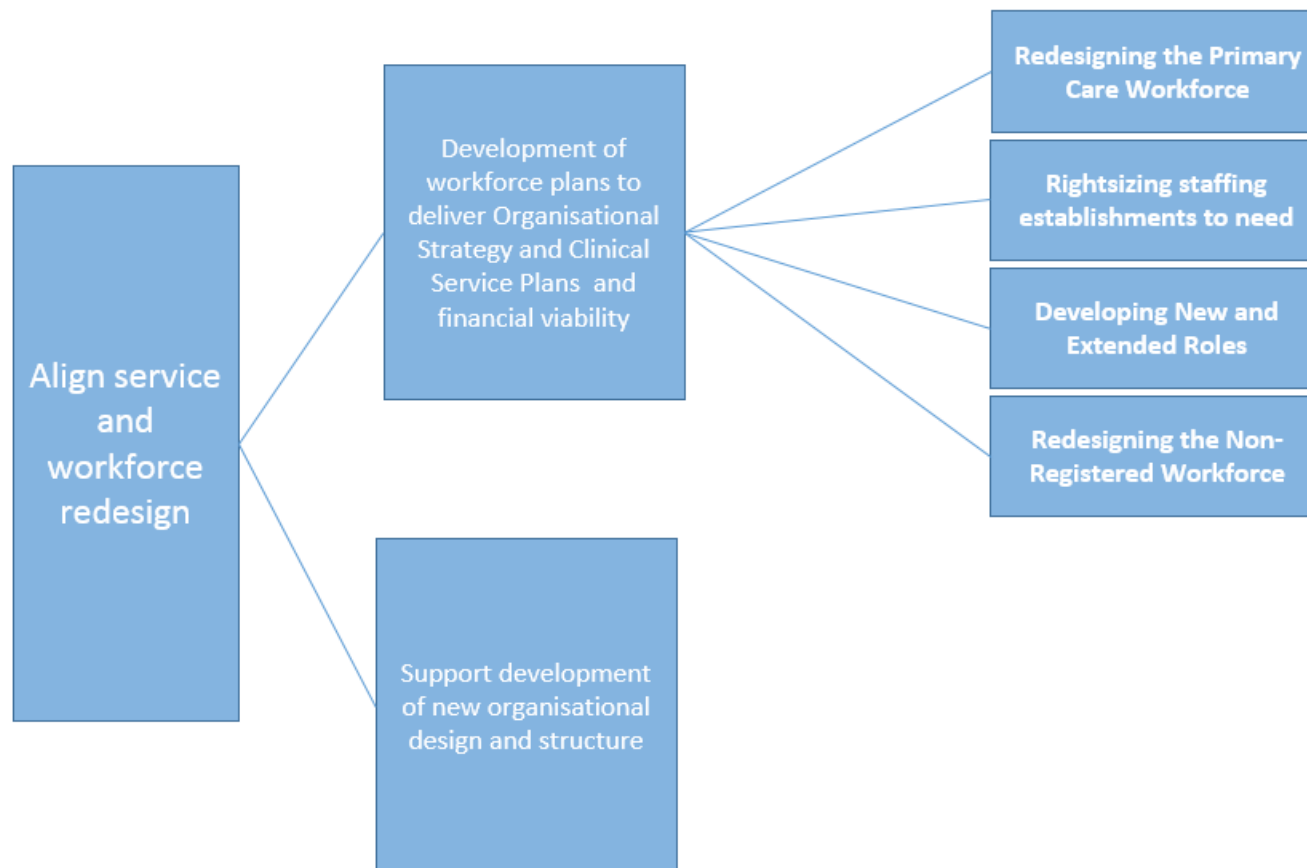 Align service
and
workforce
redesign
Development of
workforce plans to
deliver Organisational
Strategy and Clinical
Service Plans  and
financial viability
Support development
of new organisational
design and structure
Redesigning the Primary
Care Workforce
Rightsizing staffing
establishments to need
Developing New and
Extended Roles
Redesigning the Non-
Registered Workforce